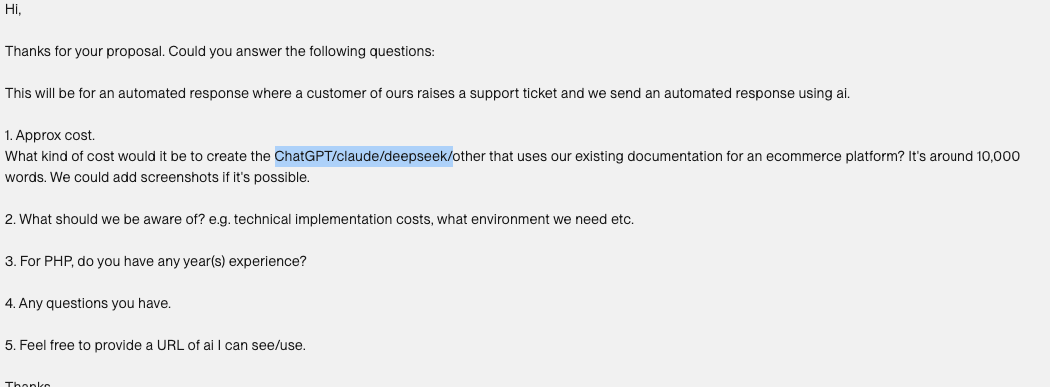 Hi,
Thanks for your proposal. Could you answer the following questions:
This will be for an automated response where a customer of ours raises a support ticket and we send an automated response using ai.
1. Approx cost.
What kind of cost would it be to create the ChatGPT/claude/deepseek/other that uses our existing documentation for an ecommerce platform? It's around 10,000
words. We could add screenshots if it's possible.
2. What should we be aware of? e.g. technical implementation costs, what environment we need etc.
3. For PHP, do you have any year(s) experience?
4. Any questions you have.
5. Feel free to provide a URL of ai I can see/use.
Thanks